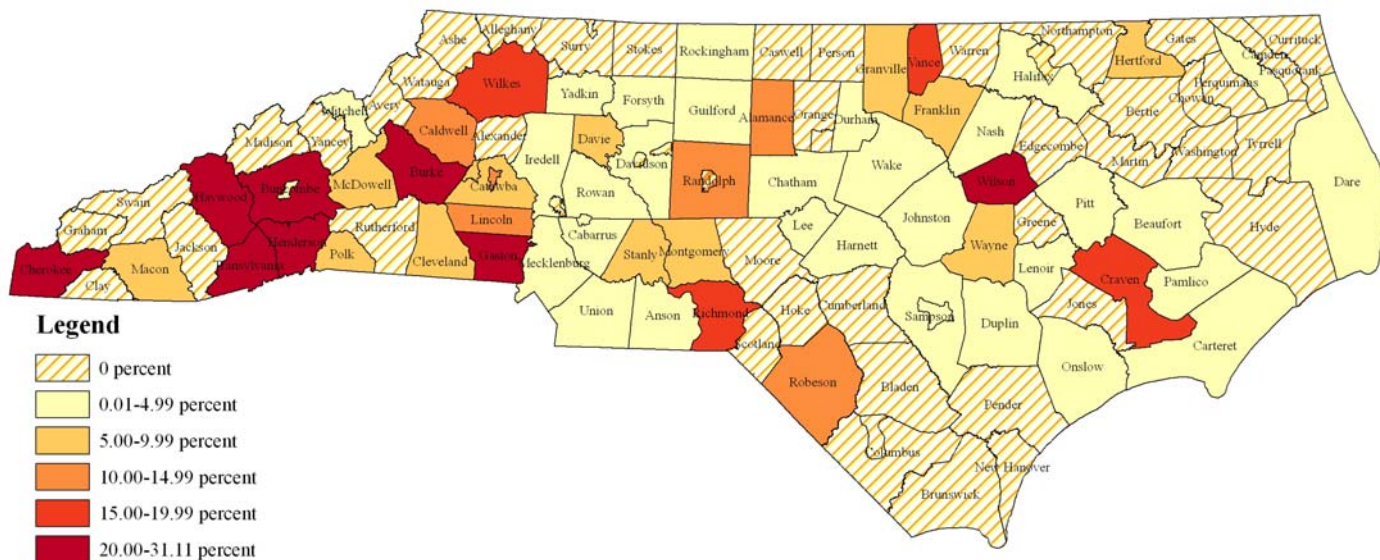 Ashe
Alleghany
Surry
Stokes
Rockingham
Caswell
Person
Granville
Vance
Warren
Northampton
Hertford
Gates
Camden
Currituck
Pasquotank
Perquimans
Chowan
Halifax
Bertie
Watauga
Wilkes
Yadkin
Forsyth
Guilford
Alamance
Orange
Durham
Franklin
Nash
Edgecombe
Martin
Washington
Tyrrell
Dare
Mitchell
Avery
Caldwell
Alexander
Iredell
Davie
Davidson
Randolph
Chatham
Wake
Wilson
Pitt
Beaufort
Hyde
Madison
Yancey
McDowell
Burke
Catawba
Rowan
Buncombe
Haywood
Swain
Graham
Jackson
Cherokee
Macon
Clay
Transylvania
Henderson
Polk
Rutherford
Cleveland
Lincoln
Gaston
Mecklenburg
Cabarrus
Stanly
Montgomery
Moore
Lee
Harnett
Johnston
Wayne
Greene
Lenoir
Craven
Pamlico
Jones
Carteret
Onslow
Duplin
Sampson
Cumberland
Hoke
Scotland
Richmond
Anson
Union
Robeson
Bladen
Pender
Columbus
New Hanover
Brunswick
Legend
0 percent
0.01-4.99 percent
5.00-9.99 percent
10.00-14.99 percent
15.00-19.99 percent
20.00-31.11 percent